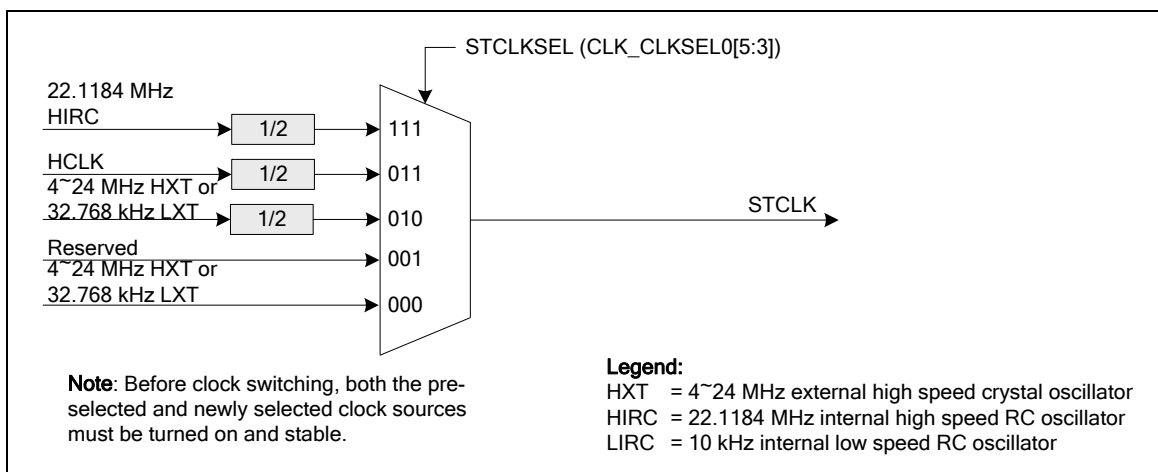 STCLKSEL (CLK_CLKSEL0[5:3])
22.1184 MHz
HIRC
1/2
111
HCLK
1/2
011
4~24 MHz HXT or
32.768 kHz LXT
1/2
010
STCLK
Reserved
001
4~24 MHz HXT or
32.768 kHz LXT
000
Note: Before clock switching, both the pre-
selected and newly selected clock sources
must be turned on and stable.
Legend:
HXT = 4~24 MHz external high speed crystal oscillator
HIRC = 22.1184 MHz internal high speed RC oscillator
LIRC = 10 kHz internal low speed RC oscillator